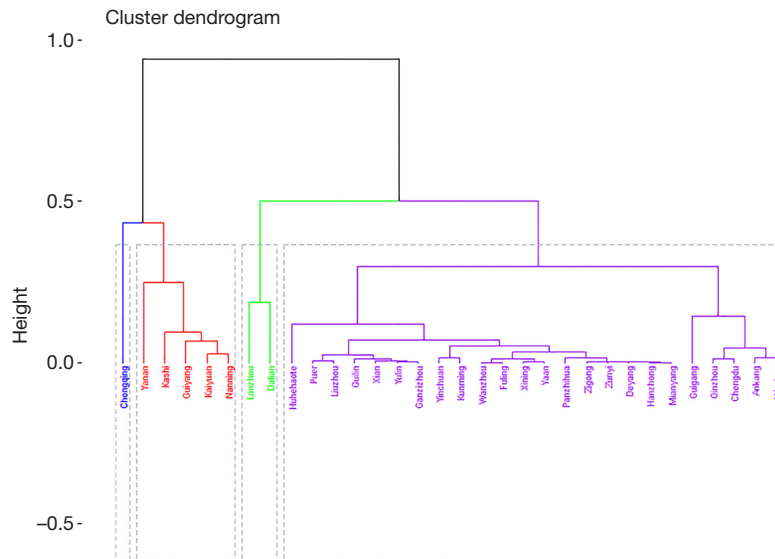 Cluster dendrogram
1.0
0.5
0.0
−0.5
Height
Chongqing
Yanan
Kashi
Guiyang
Kaiyuan
Nanning
Lanzhou
Dalian
Huhehaote
Puer
Liuzhou
Guilin
Xian
Yulin
Ganzizhou
Yinchuan
Kunming
Wanzhou
Fuling
Xining
Yaan
Panzhihua
Zigong
Zunyi
Deyang
Hanzhong
Mianyang
Guigang
Qinzhou
Chengdu
Ankang